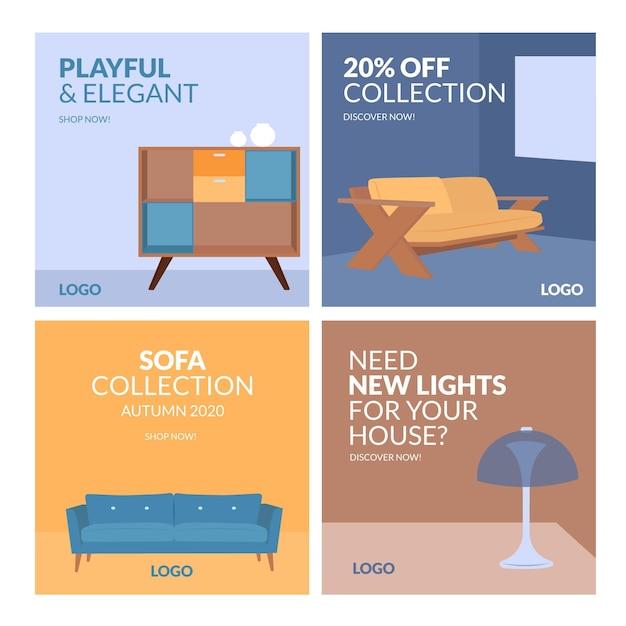 PLAYFUL
& ELEGANT
SHOP NOW!
LOGO
20% OFF
COLLECTION
DISCOVER NOW!
LOGO
SOFA
COLLECTION
AUTUMN 2020
SHOP NOW!
LOGO
NEED
NEW LIGHTS
FOR YOUR
HOUSE?
DISCOVER NOW!
LOGO